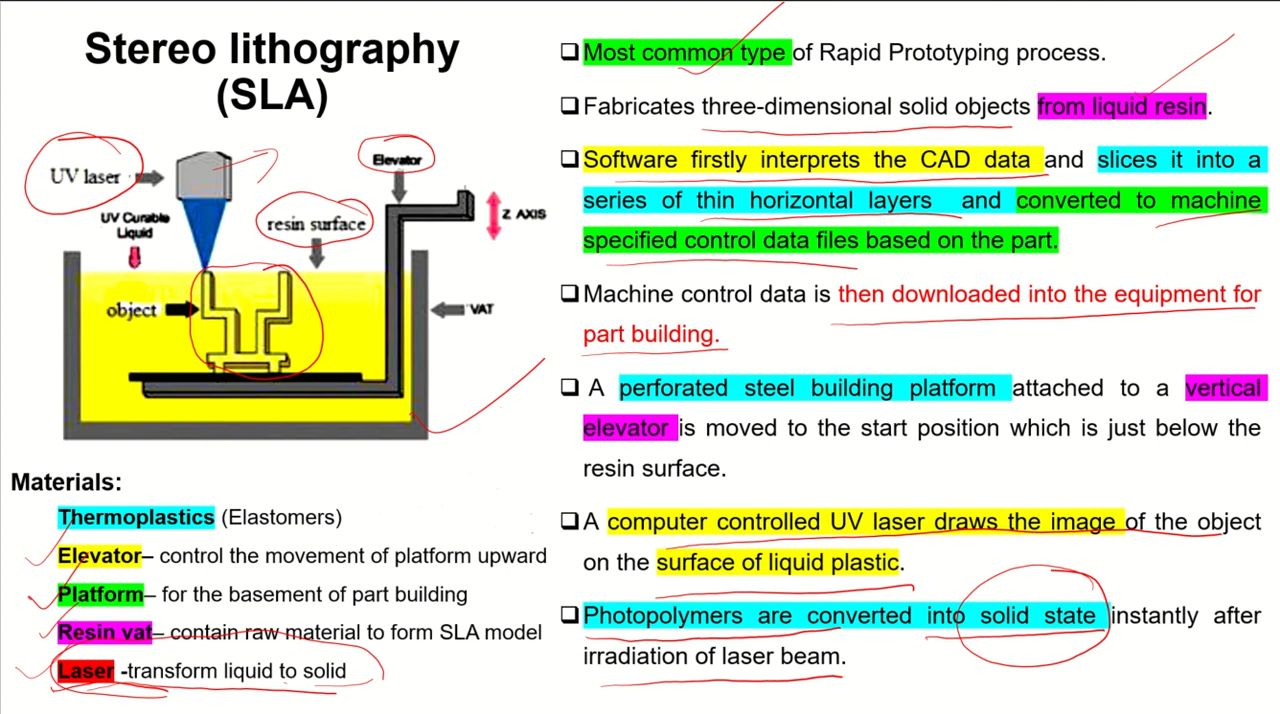 Stereo lithography
(SLA)
UV laser
Elevator
UV Curable
Liquid
resin surface
Z AXIS
object
VAT
Materials:
Thermoplastics (Elastomers)
Elevator– control the movement of platform upward
Platform– for the basement of part building
Resin vat– contain raw material to form SLA model
Laser -transform liquid to solid
❑Most common type of Rapid Prototyping process.
❑Fabricates three-dimensional solid objects from liquid resin.
❑Software firstly interprets the CAD data and slices it into a
series of thin horizontal layers and converted to machine
specified control data files based on the part.
❑Machine control data is then downloaded into the equipment for
part building.
❑ A perforated steel building platform attached to a vertical
elevator is moved to the start position which is just below the
resin surface.
❑A computer controlled UV laser draws the image of the object
on the surface of liquid plastic.
❑Photopolymers are converted into solid state instantly after
irradiation of laser beam.